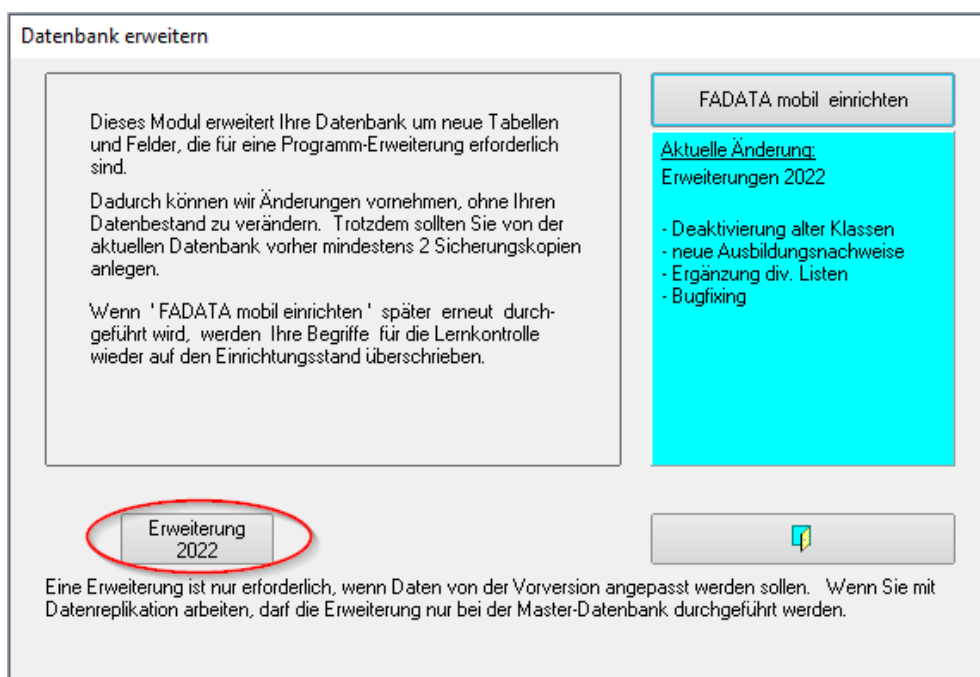 Datenbank erweitern
Dieses Modul erweitert Ihre Datenbank um neue Tabellen
und Felder, die für eine Programm-Erweiterung erforderlich
sind.
Dadurch können wir Änderungen vornehmen, ohne Ihren
Datenbestand zu verändern. Trotzdem sollten Sie von der
aktuellen Datenbank vorher mindestens 2 Sicherungskopien
anlegen.
Wenn ' FADATA mobil einrichten ' später erneut durch-
geführt wird, werden Ihre Begriffe für die Lernkontrolle
wieder auf den Einrichtungsstand überschrieben.
FADATA mobil einrichten
Aktuelle Änderung:
Erweiterungen 2022
- Deaktivierung alter Klassen
- neue Ausbildungsnachweise
- Ergänzung div. Listen
- Bugfixing
Erweiterung
2022
Eine Erweiterung ist nur erforderlich, wenn Daten von der Vorversion angepasst werden sollen. Wenn Sie mit
Datenreplikation arbeiten, darf die Erweiterung nur bei der Master-Datenbank durchgeführt werden.